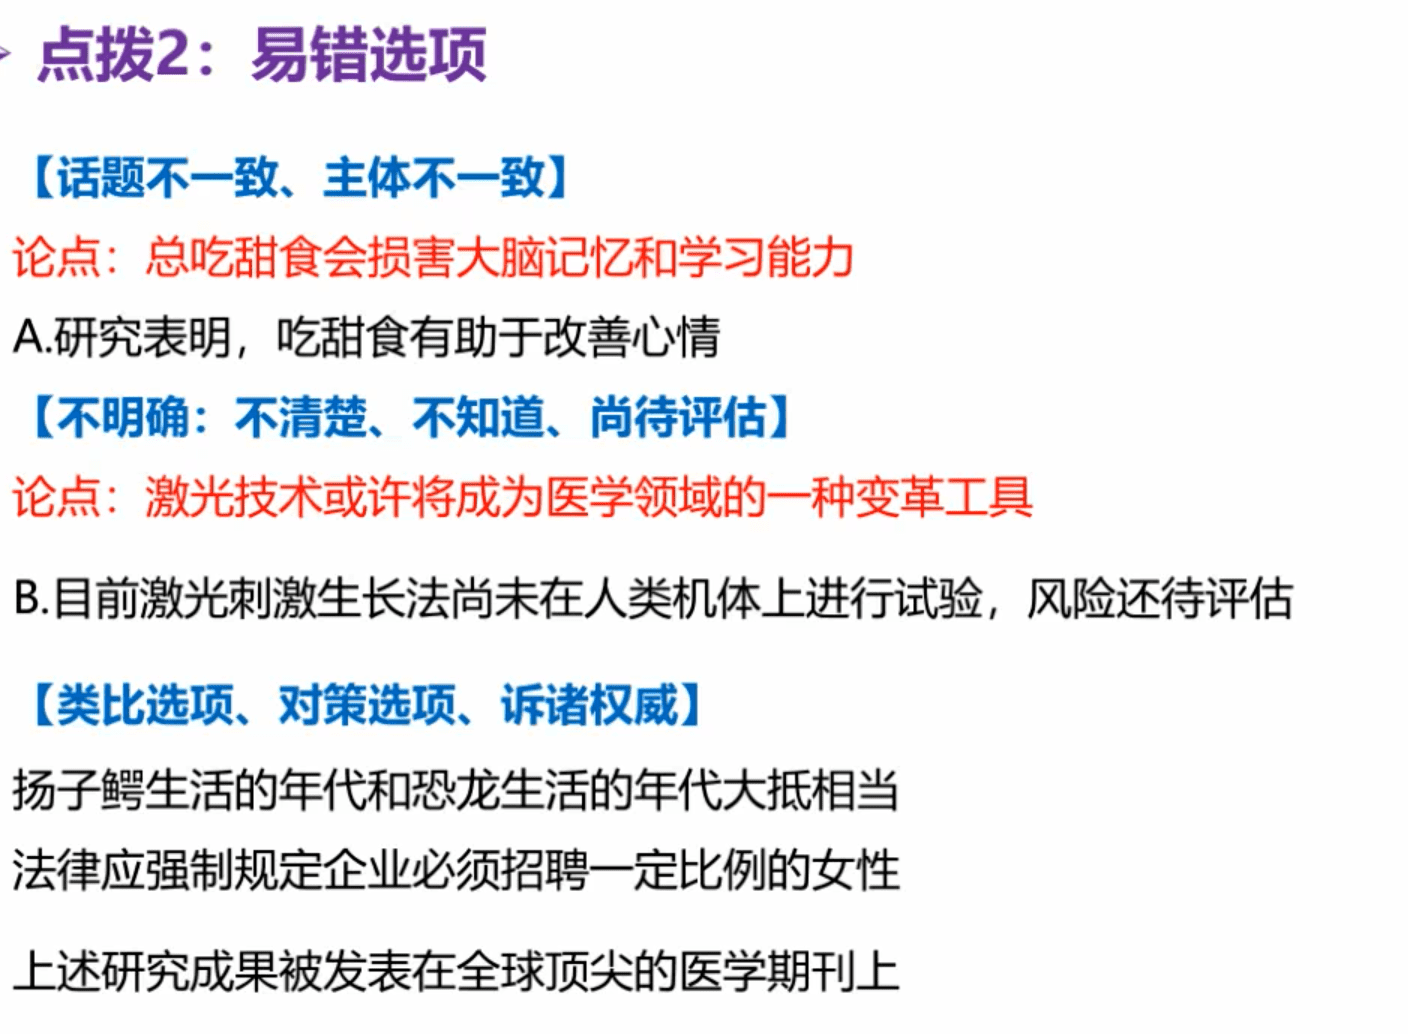 点拨2：易错选项
【话题不一致、主体不一致】
论点：总吃甜食会损害大脑记忆和学习能力
A.研究表明，吃甜食有助于改善心情
【不明确：不清楚、不知道、尚待评估】
论点：激光技术或许将成为医学领域的一种变革工具
B.目前激光刺激生长法尚未在人类机体上进行试验，风险还待评估
【类比选项、对策选项、诉诸权威】
扬子鳄生活的年代和恐龙生活的年代大抵相当
法律应强制规定企业必须招聘一定比例的女性
上述研究成果被发表在全球顶尖的医学期刊上